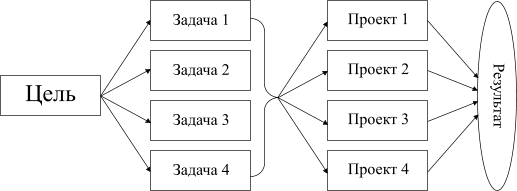 Цель
Задача 1
Задача 2
Задача 3
Задача 4
Проект 1
Проект 2
Проект 3
Проект 4
Результат